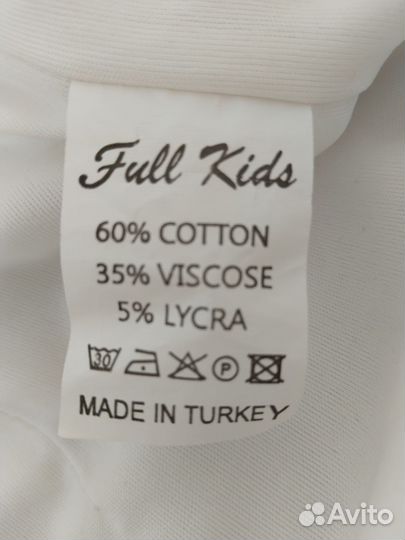 Full Kids
60% COTTON
35% VISCOSE
5% LYCRA
30 P
MADE IN TURKEY
Avito